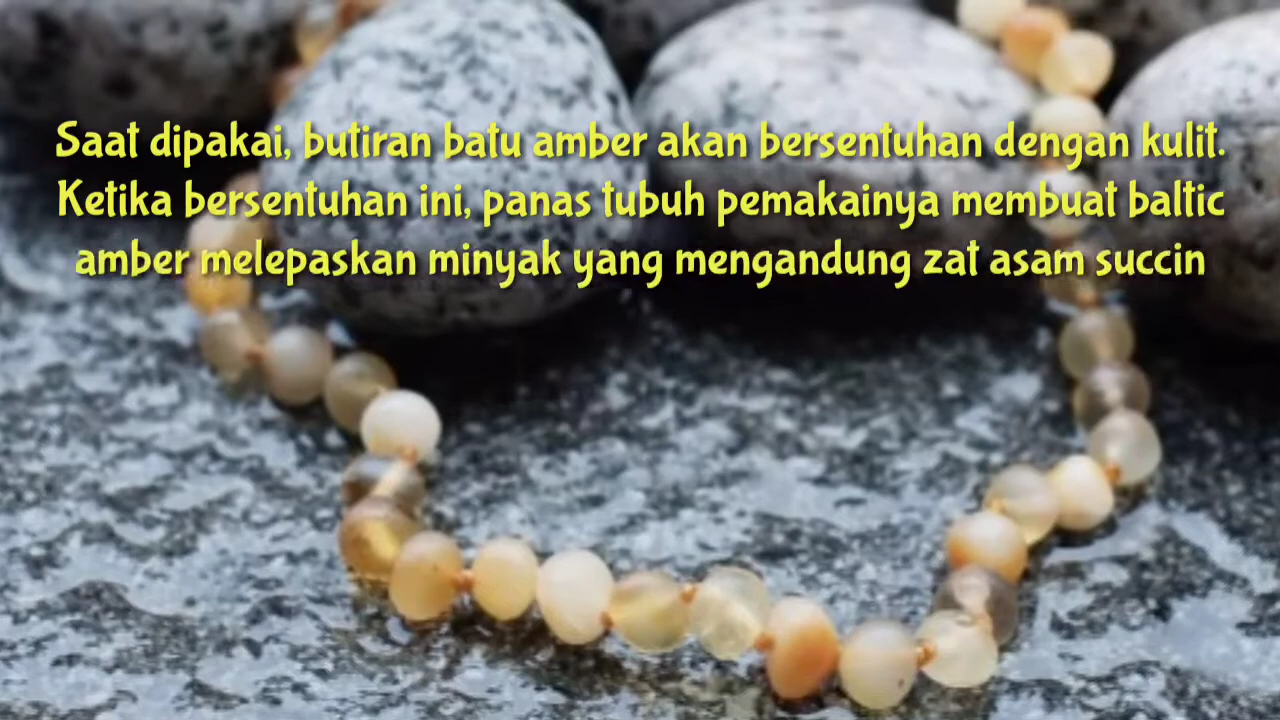 Saat dipakai, butiran batu amber akan bersentuhan dengan kulit.
Ketika bersentuhan ini, panas tubuh pemakainya membuat baltic
amber melepaskan minyak yang mengandung zat asam succin